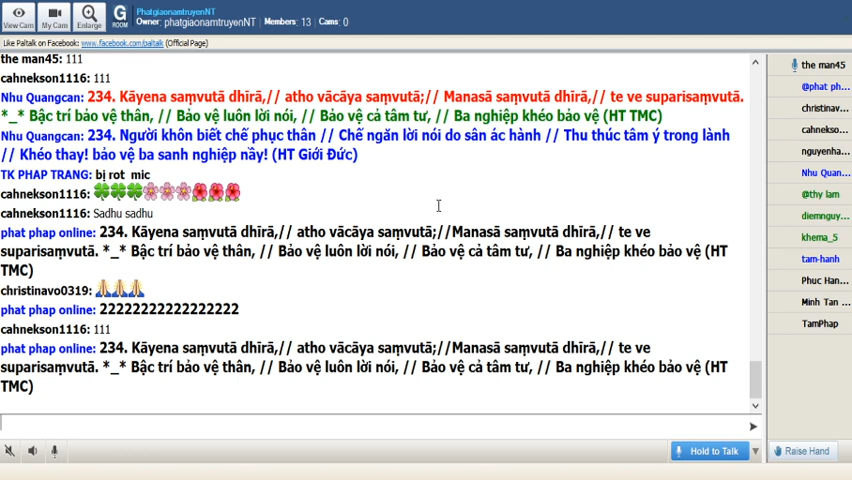 View Cam
My Cam
Enlarge
G
ROOM
PhatgiaonamtruyenNT
Owner: phatgiaonamtruyenNT Members: 13 Cams: 0
Like Paltalk on Facebook: www.facebook.com/paltalk (Official Page)
the man45: 111
cahnekson1116: 111
Nhu Quangcan: 234. Kāyena saṃvutā dhīrā,// atho vācāya saṃvutā;// Manasā saṃvutā dhīrā,// te ve suparisaṃvutā.
*_* Bậc trí bảo vệ thân, // Bảo vệ luôn lời nói, // Bảo vệ cả tâm tư, // Ba nghiệp khéo bảo vệ (HT TMC)
Nhu Quangcan: 234. Người khôn biết chế phục thân // Chế ngăn lời nói do sân ác hành // Thu thúc tâm ý trong lành
// Khéo thay! bảo vệ ba sanh nghiệp nầy! (HT Giới Đức)
TK PHAP TRANG: bị rot mic
cahnekson1116:
cahnekson1116: Sadhu sadhu
phat phap online: 234. Kāyena saṃvutā dhīrā,// atho vācāya saṃvutā;//Manasā saṃvutā dhīrā,// te ve
suparisaṃvutā. *_* Bậc trí bảo vệ thân, // Bảo vệ luôn lời nói, // Bảo vệ cả tâm tư, // Ba nghiệp khéo bảo vệ (HT
TMC)
christinavo0319:
phat phap online: 22222222222222222
cahnekson1116: 111
phat phap online: 234. Kāyena saṃvutā dhīrā,// atho vācāya saṃvutā;//Manasā saṃvutā dhīrā,// te ve
suparisaṃvutā. *_* Bậc trí bảo vệ thân, // Bảo vệ luôn lời nói, // Bảo vệ cả tâm tư, // Ba nghiệp khéo bảo vệ (HT
TMC)
the man45
@phat ph...
christinav...
cahnekso...
nguyenha...
Nhu Quan...
@thy lam
diemnguy...
khema_5
tam-hanh
Phuc Han...
Minh Tan ...
TamPhap
Hold to Talk
Raise Hand